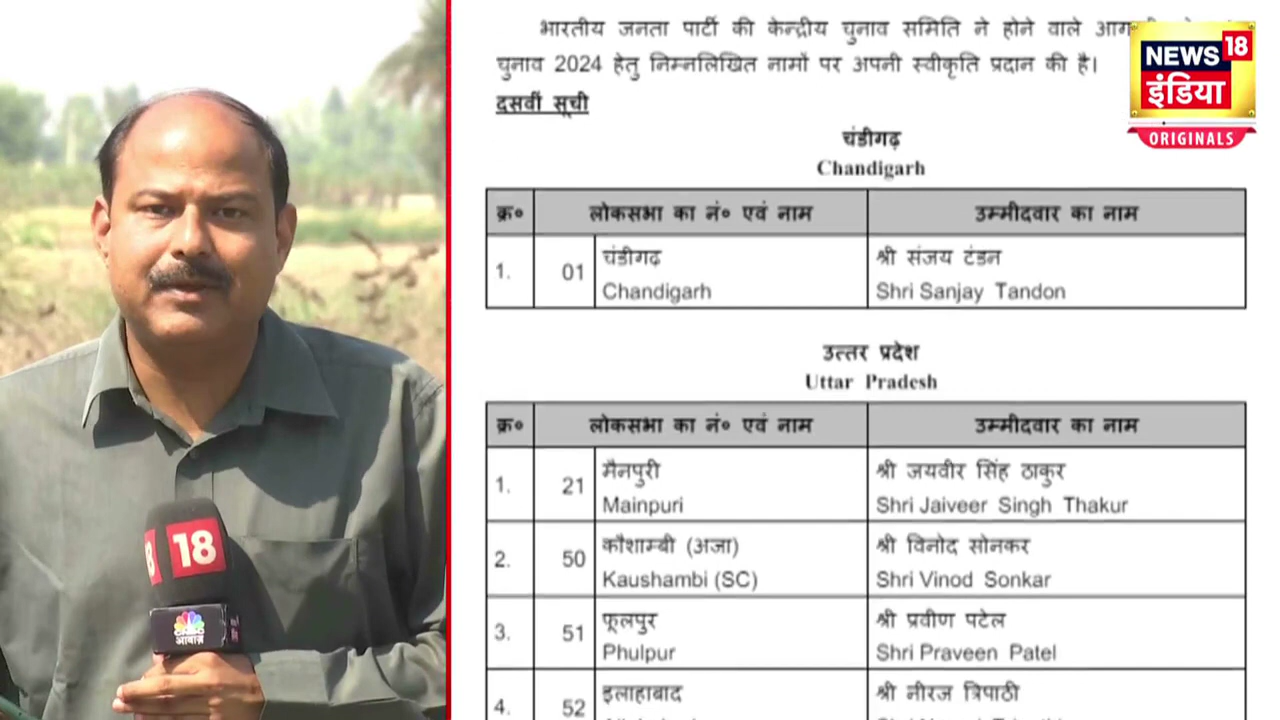 भारतीय जनता पार्टी की केन्द्रीय चुनाव समिति ने होने वाले
चुनाव 2024 हेतु निम्नलिखित नामों पर अपनी स्वीकृति प्रदान की है।
दसवीं सूची
NEWS 18
इंडिया
ORIGINALS
चंडीगढ़
Chandigarh
क्र० लोकसभा का नं० एवं नाम उम्मीदवार का नाम
1. 01 चंडीगढ़ श्री संजय टंडन
Chandigarh Shri Sanjay Tandon
उत्तर प्रदेश
Uttar Pradesh
क्र० लोकसभा का नं० एवं नाम उम्मीदवार का नाम
1. 21 मैनपुरी श्री जयवीर सिंह ठाकुर
Mainpuri Shri Jaiveer Singh Thakur
2. 50 कौशाम्बी (अजा) श्री विनोद सोनकर
Kaushambi (SC) Shri Vinod Sonkar
3. 51 फूलपुर श्री प्रवीण पटेल
Phulpur Shri Praveen Patel
4. 52 इलाहाबाद श्री नीरज त्रिपाठी
18
18
CNBC
आवाज़